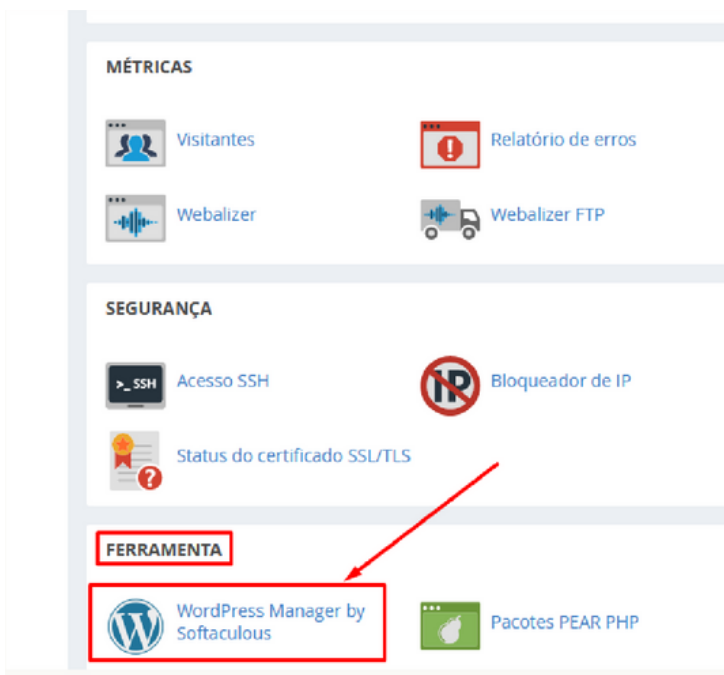 MÉTRICAS
Visitantes
Relatório de erros
Webalizer
Webalizer FTP
SEGURANÇA
>_ SSH
Acesso SSH
IP
Bloqueador de IP
Status do certificado SSL/TLS
FERRAMENTA
WordPress Manager by
Softaculous
Pacotes PEAR PHP